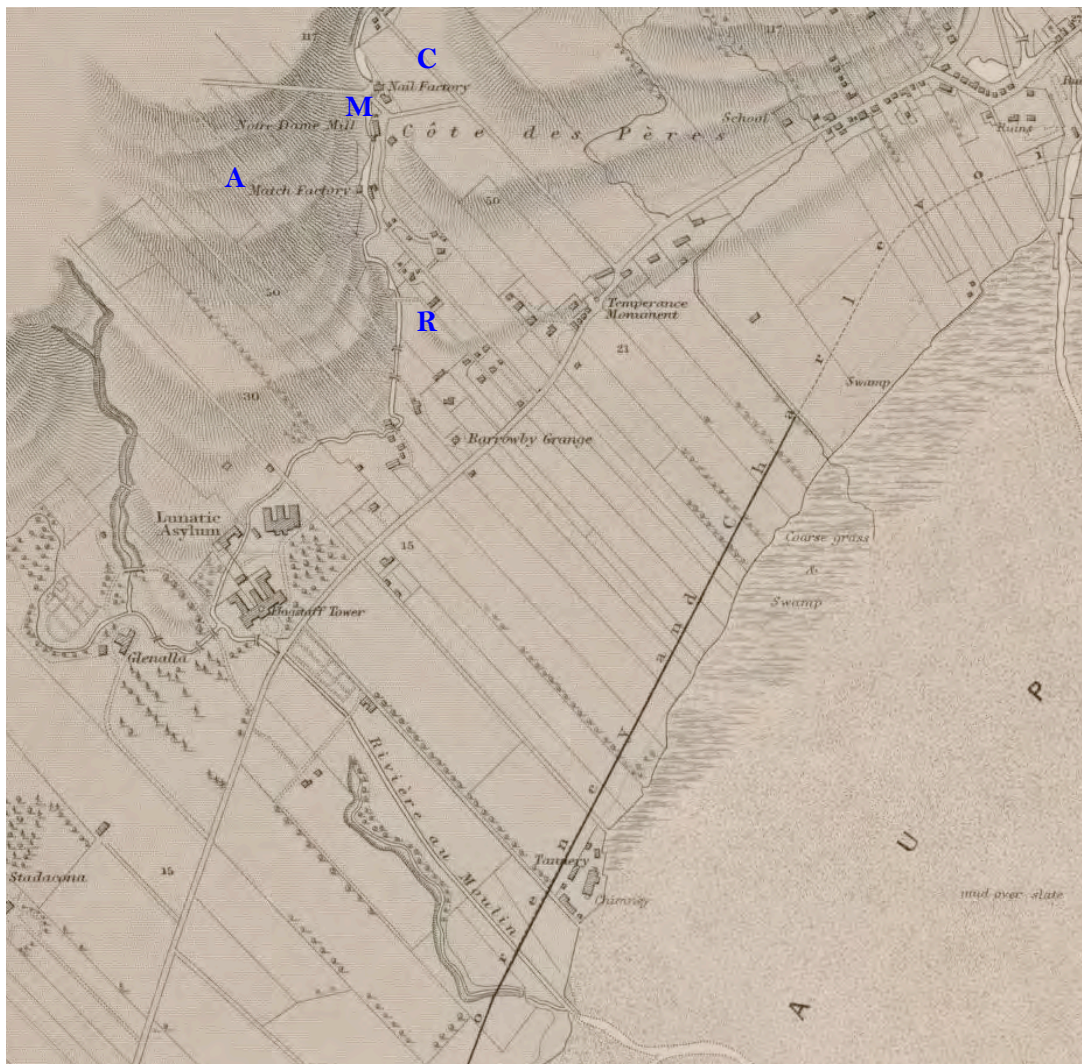 117
C
117
Nail Factory
M
Notre Dame Mill
Côte des Pères
School
Ruins
A
Match Factory
50
50
Temperance
Monument
R
21
Swamp
30
Barrowby Grange
Lunatic
Asylum
15
Coarse grass
&
Swamp
Flagstaff Tower
Glenalla
P
Rivière au Moulin
U
Tannery
Stadacona
15
Chimney
mud over slate
A